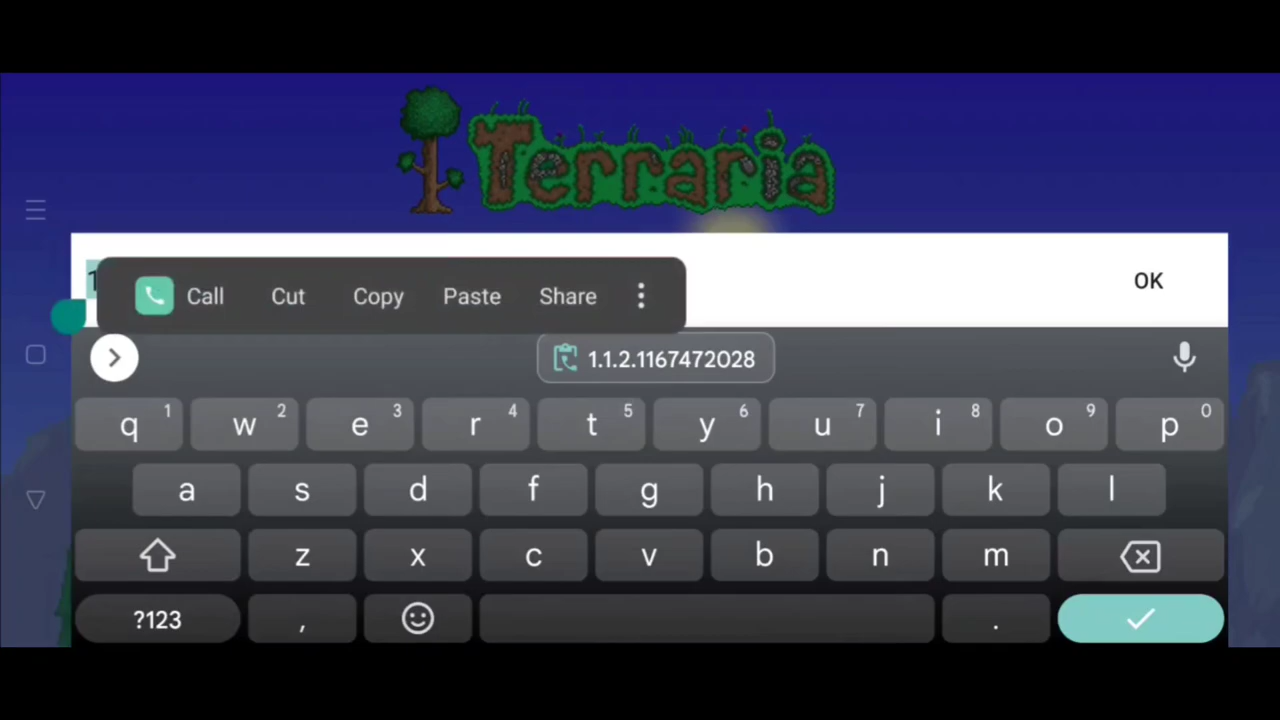 Terraria
1
Call Cut Copy Paste Share
OK
1.1.2.1167472028
q 1 w 2 e 3 r 4 t 5 y 6 u 7 i 8 o 9 p 0
a s d f g h j k l
z x c v b n m
?123 , .